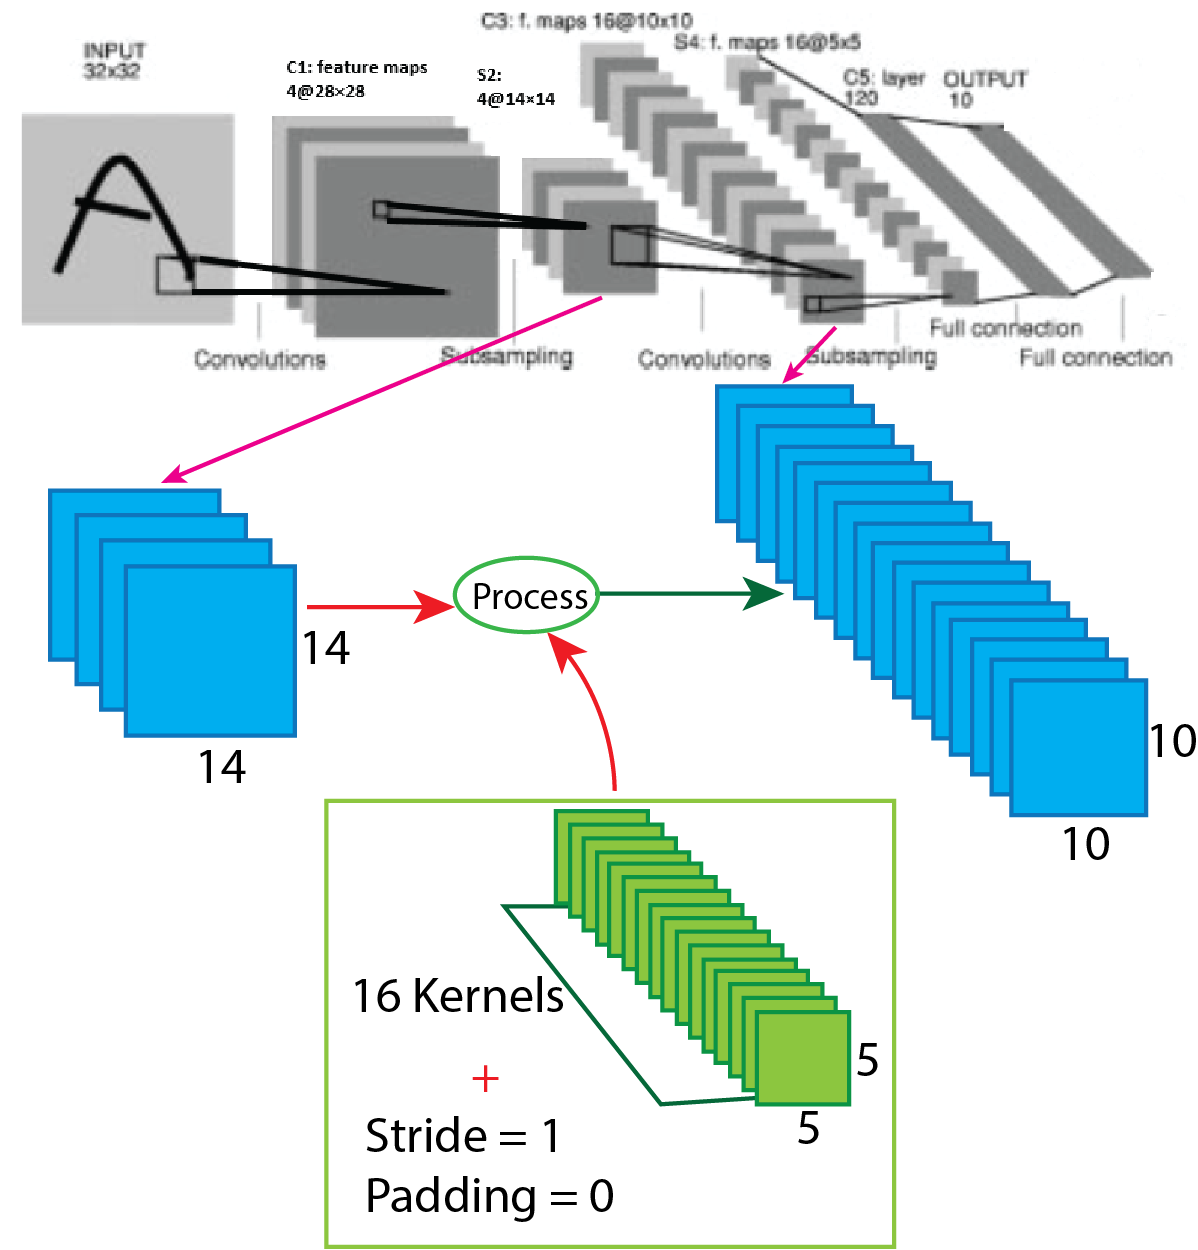 INPUT
32x32
C1: feature maps
4@28×28
S2:
4@14×14
C3: f. maps 16@10x10
S4: f. maps 16@5x5
C5: layer
120
OUTPUT
10
Convolutions
Subsampling
Convolutions
Subsampling
Full connection
Full connection
14
14
Process
10
10
16 Kernels
+
Stride = 1
Padding = 0
5
5